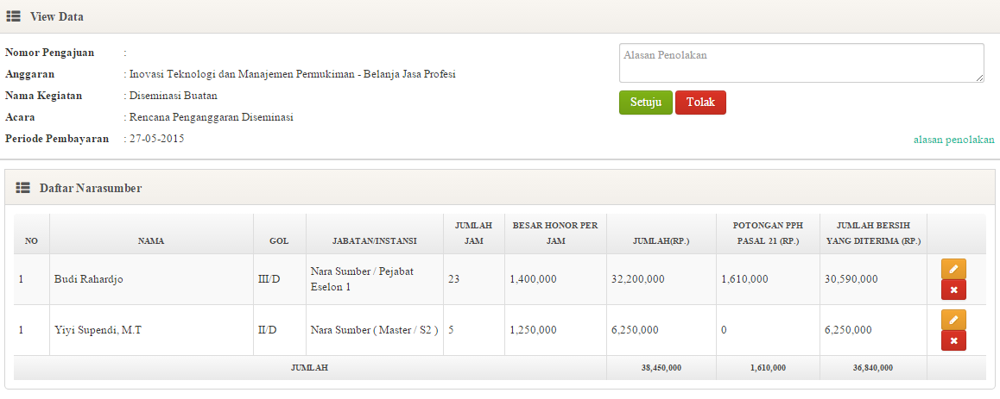 View Data
Nomor Pengajuan :
Anggaran : Inovasi Teknologi dan Manajemen Permukiman - Belanja Jasa Profesi
Nama Kegiatan : Diseminasi Buatan
Acara : Rencana Penganggaran Diseminasi
Periode Pembayaran : 27-05-2015
Alasan Penolakan
Setuju Tolak
alasan penolakan
Daftar Narasumber
NO NAMA GOL JABATAN/INSTANSI JUMLAH JAM BESAR HONOR PER JAM JUMLAH(RP.) POTONGAN PPH PASAL 21 (RP.) JUMLAH BERSIH YANG DITERIMA (RP.)
1 Budi Rahardjo III/D Nara Sumber / Pejabat Eselon 1 23 1,400,000 32,200,000 1,610,000 30,590,000
1 Yiyi Supendi, M.T II/D Nara Sumber ( Master / S2 ) 5 1,250,000 6,250,000 0 6,250,000
JUMLAH 38,450,000 1,610,000 36,840,000